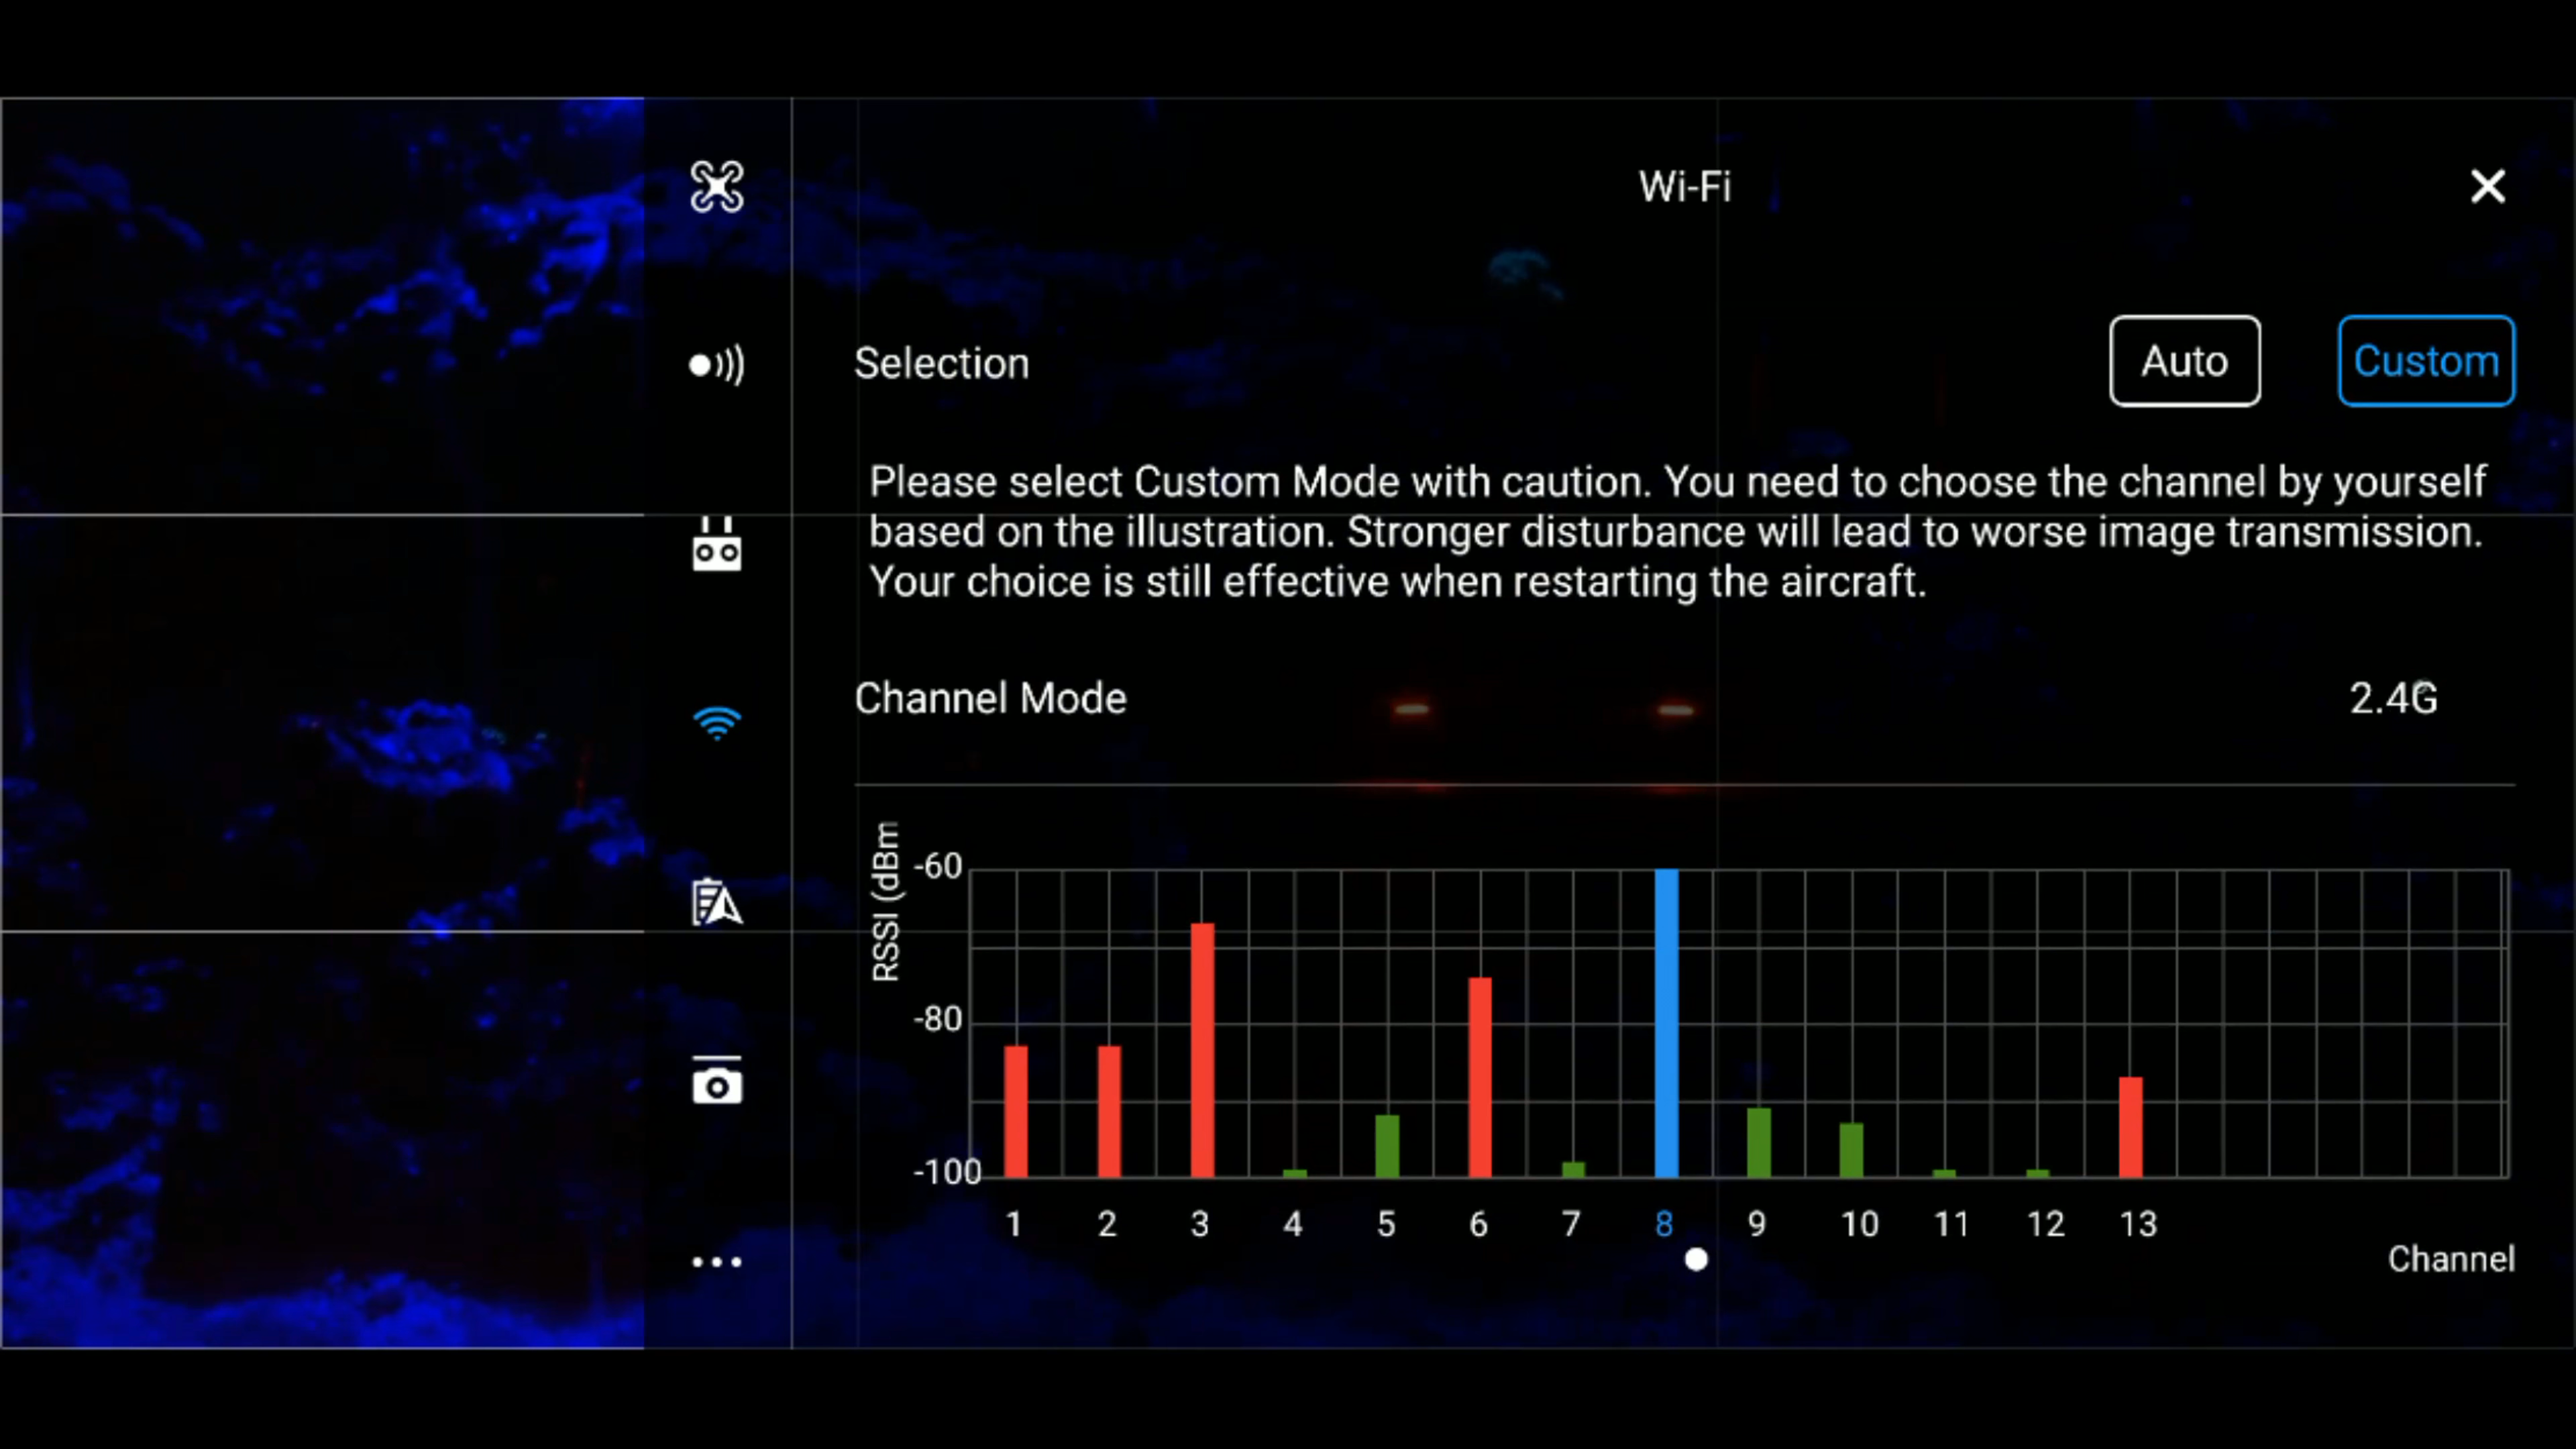 Wi-Fi
Selection
Auto
Custom
Please select Custom Mode with caution. You need to choose the channel by yourself
based on the illustration. Stronger disturbance will lead to worse image transmission.
Your choice is still effective when restarting the aircraft.
Channel Mode
2.4G
RSSI (dBm
-60
-80
-100
1 2 3 4 5 6 7 8 9 10 11 12 13
Channel